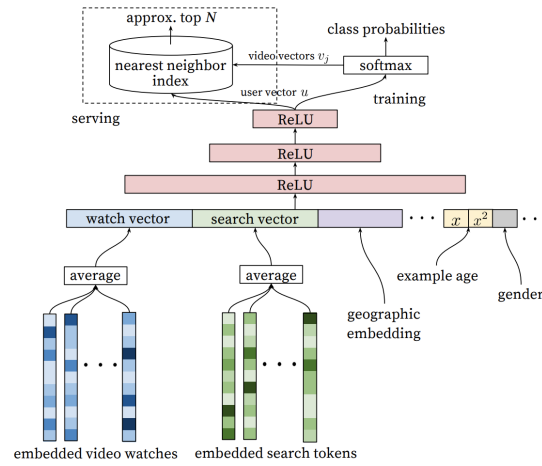 approx. top N
class probabilities
nearest neighbor
index
video vectors vj
softmax
user vector u
serving
training
ReLU
ReLU
ReLU
watch vector
search vector
x
x²
average
average
example age
gender
geographic
embedding
embedded video watches
embedded search tokens